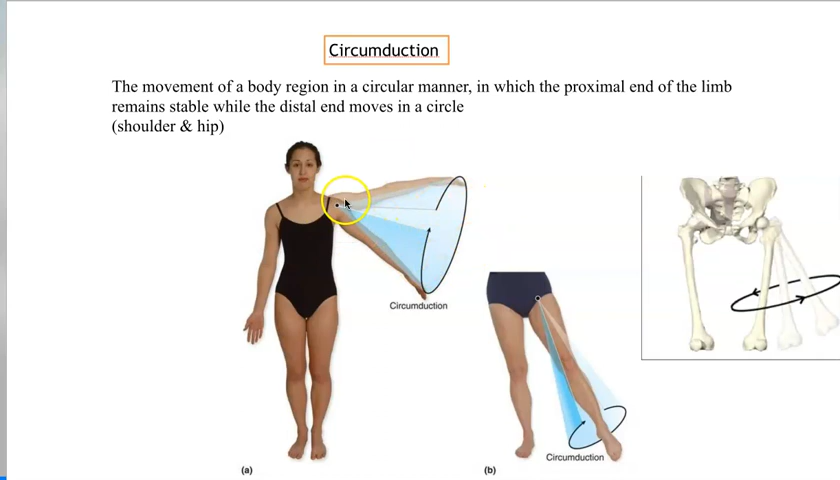 Circumduction
The movement of a body region in a circular manner, in which the proximal end of the limb
remains stable while the distal end moves in a circle
(shoulder & hip)
Circumduction
Circumduction
(a)
(b)